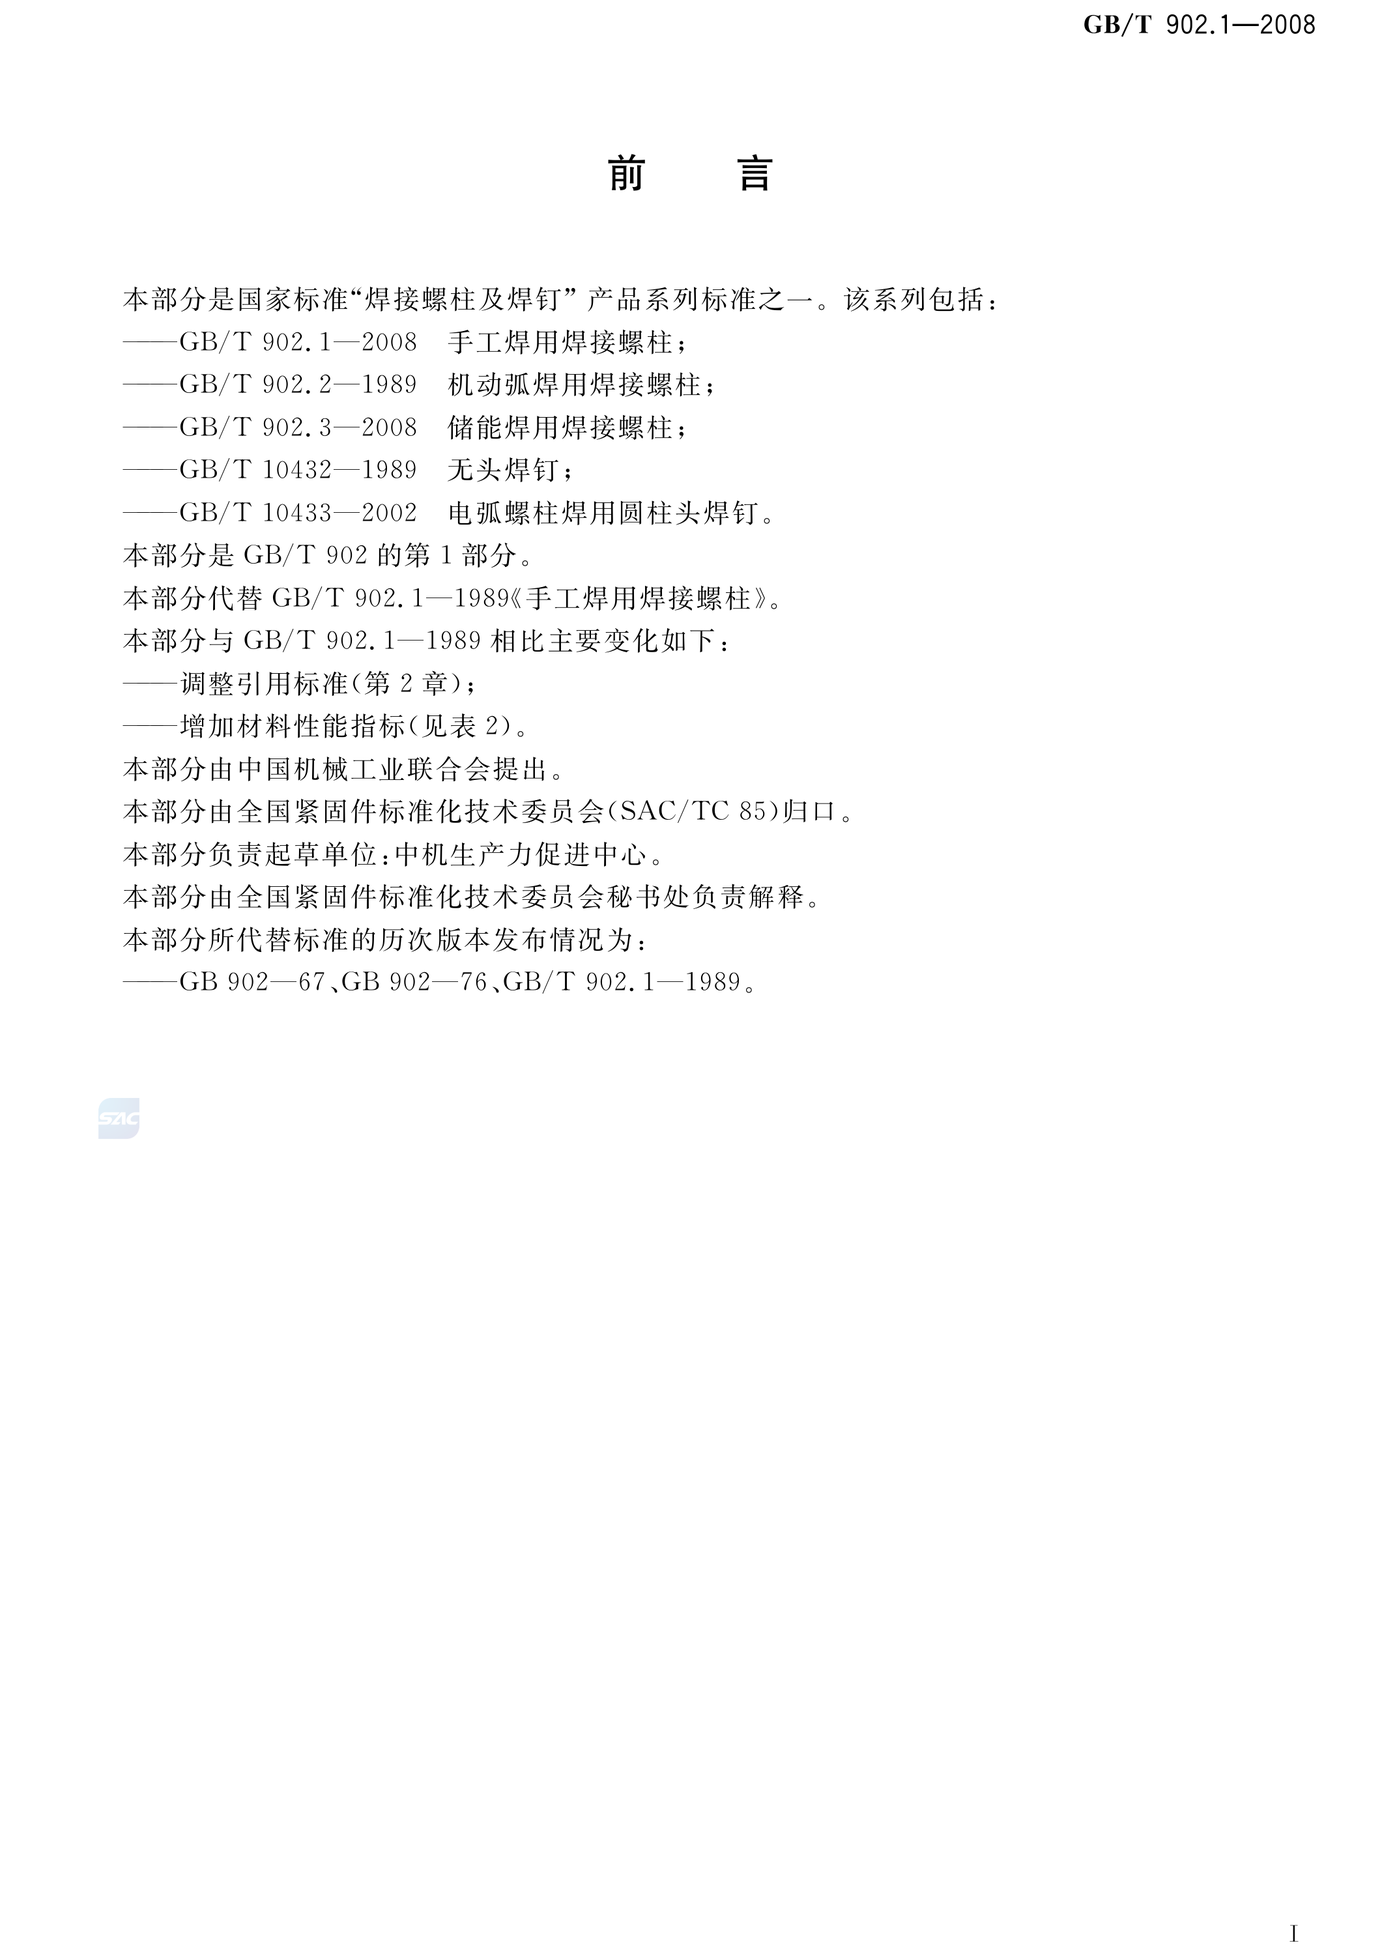 GB/T 902.1—2008
前言
本部分是国家标准“焊接螺柱及焊钉”产品系列标准之一。该系列包括：
——GB/T 902.1—2008 手工焊用焊接螺柱；
——GB/T 902.2—1989 机动弧焊用焊接螺柱；
——GB/T 902.3—2008 储能焊用焊接螺柱；
——GB/T 10432—1989 无头焊钉；
——GB/T 10433—2002 电弧螺柱焊用圆柱头焊钉。
本部分是 GB/T 902 的第 1 部分。
本部分代替 GB/T 902.1—1989《手工焊用焊接螺柱》。
本部分与 GB/T 902.1—1989 相比主要变化如下：
——调整引用标准(第 2 章)；
——增加材料性能指标(见表 2)。
本部分由中国机械工业联合会提出。
本部分由全国紧固件标准化技术委员会(SAC/TC 85)归口。
本部分负责起草单位：中机生产力促进中心。
本部分由全国紧固件标准化技术委员会秘书处负责解释。
本部分所代替标准的历次版本发布情况为：
——GB 902—67、GB 902—76、GB/T 902.1—1989。
SAC
I